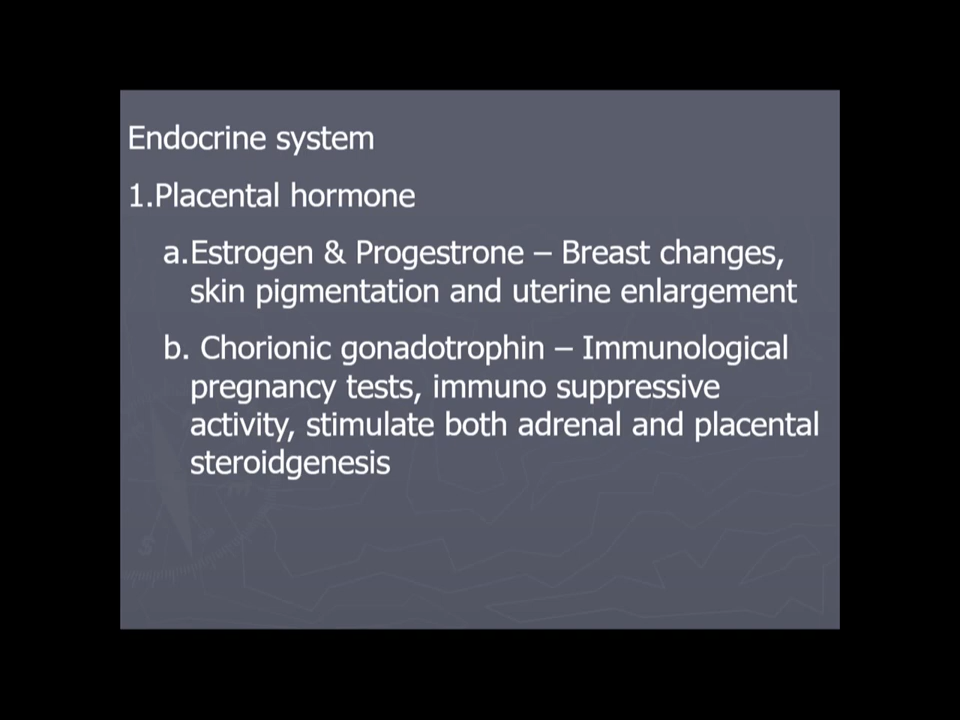 Endocrine system
1.Placental hormone
a.Estrogen & Progestrone – Breast changes,
skin pigmentation and uterine enlargement
b. Chorionic gonadotrophin – Immunological
pregnancy tests, immuno suppressive
activity, stimulate both adrenal and placental
steroidgenesis